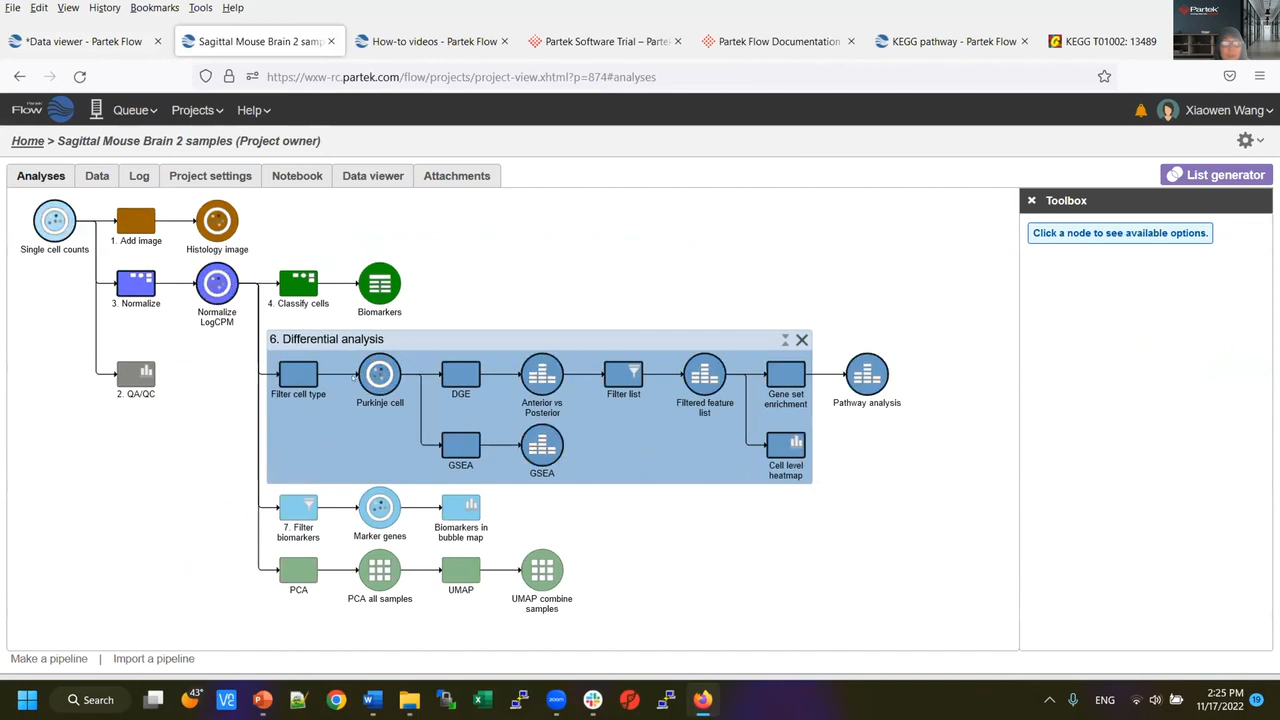 File Edit View History Bookmarks Tools Help
*Data viewer - Partek Flow
Sagittal Mouse Brain 2 samp
How-to videos - Partek Flow
Partek Software Trial – Partek
Partek Flow Documentation
KEGG pathway - Partek Flow
KEGG T01002: 13489
Partek
https://wxw-rc.partek.com/flow/projects/project-view.xhtml?p=874#analyses
Partek Flow Queue Projects Help Xiaowen Wang
Home > Sagittal Mouse Brain 2 samples (Project owner)
Analyses Data Log Project settings Notebook Data viewer Attachments List generator
Toolbox
Click a node to see available options.
Single cell counts
1. Add image
Histology image
3. Normalize
Normalize
LogCPM
4. Classify cells
Biomarkers
2. QA/QC
6. Differential analysis
Filter cell type
Purkinje cell
DGE
Anterior vs
Posterior
Filter list
Filtered feature
list
Gene set
enrichment
Pathway analysis
GSEA
GSEA
Cell level
heatmap
7. Filter
biomarkers
Marker genes
Biomarkers in
bubble map
PCA
PCA all samples
UMAP
UMAP combine
samples
Make a pipeline | Import a pipeline
Search
43°
ENG
2:25 PM
11/17/2022
19